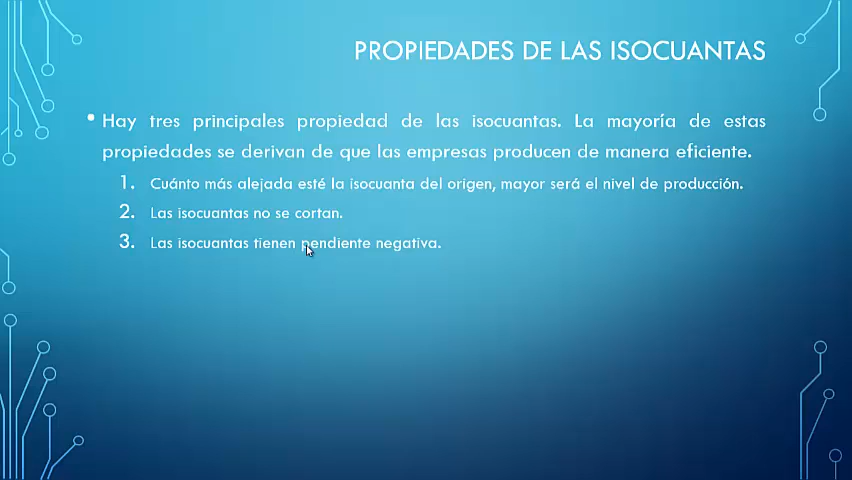 PROPIEDADES DE LAS ISOCUANTAS
• Hay tres principales propiedad de las isocuantas. La mayoría de estas
propiedades se derivan de que las empresas producen de manera eficiente.
1. Cuánto más alejada esté la isocuanta del origen, mayor será el nivel de producción.
2. Las isocuantas no se cortan.
3. Las isocuantas tienen pendiente negativa.